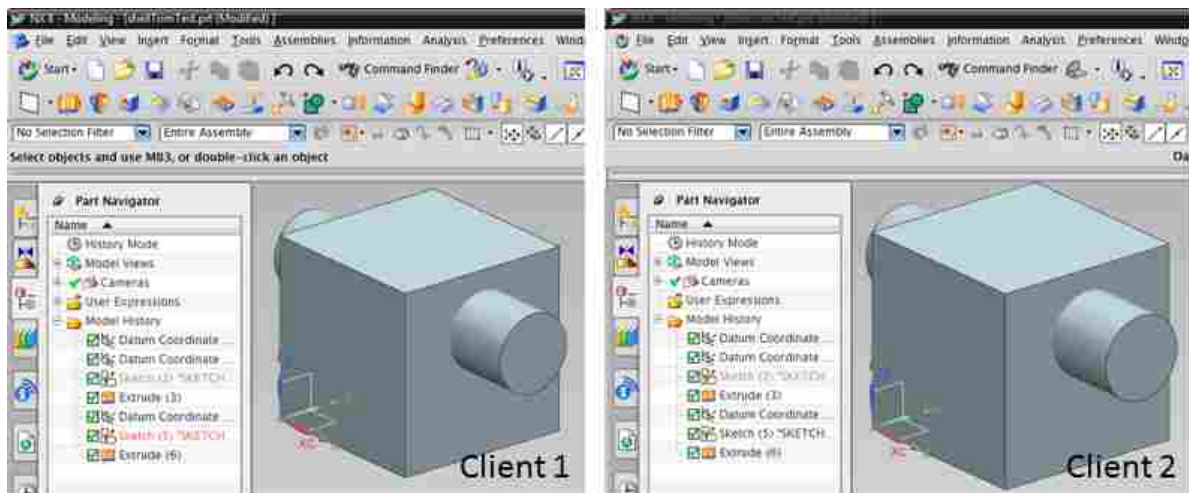 NX 8 - Modeling - [dwellTrimTest.prt (Modified)]
File Edit View Insert Format Tools Assemblies Information Analysis Preferences Wind
Start Command Finder
No Selection Filter Entire Assembly
Select objects and use MB3, or double-click an object
Part Navigator
Name
History Mode
Model Views
Cameras
User Expressions
Model History
Datum Coordinate ...
Datum Coordinate ...
Sketch (2) "SKETCH
Extrude (3)
Datum Coordinate ...
Sketch (5) "SKETCH
Extrude (6)
XC
Client 1
File Edit View Insert Format Tools Assemblies Information Analysis Preferences Windo
Start Command Finder
No Selection Filter Entire Assembly
Da
Part Navigator
Name
History Mode
Model Views
Cameras
User Expressions
Model History
Datum Coordinate ...
Datum Coordinate ...
Sketch (2) "SKETCH
Extrude (3)
Datum Coordinate ...
Sketch (5) "SKETCH
Extrude (6)
XC
Client 2